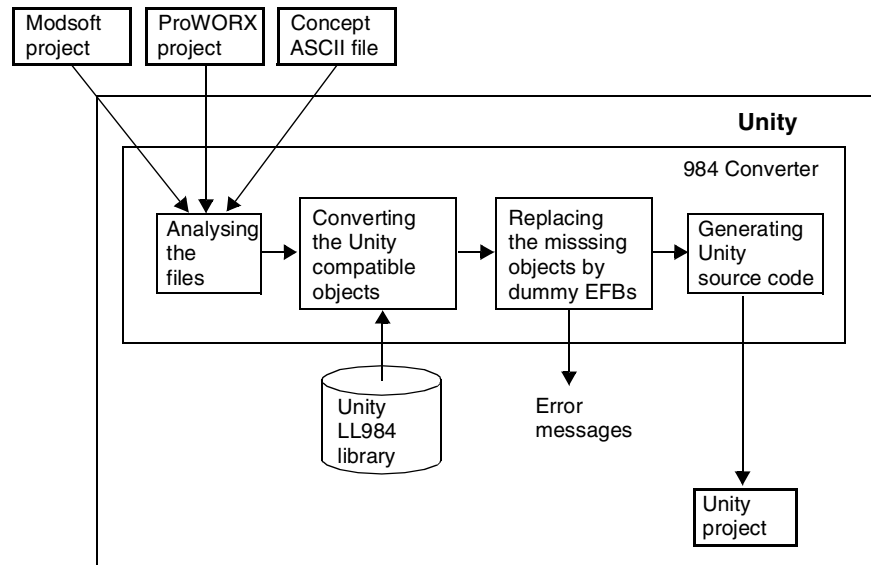 Modsoft
project
ProWORX
project
Concept
ASCII file
Unity
984 Converter
Analysing
the
files
Converting
the Unity
compatible
objects
Replacing
the misssing
objects by
dummy EFBs
Generating
Unity
source code
Unity
LL984
library
Error
messages
Unity
project